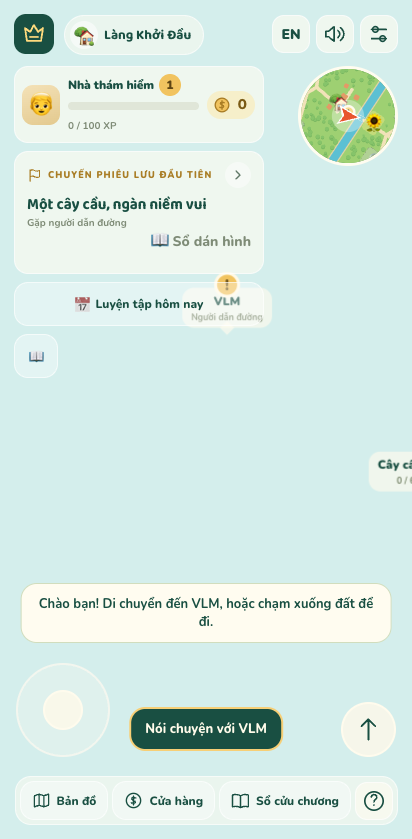 Làng Khởi Đầu
EN
Nhà thám hiểm 1
0
0 / 100 XP
CHUYẾN PHIÊU LƯU ĐẦU TIÊN
Một cây cầu, ngàn niềm vui
Gặp người dẫn đường
Sổ dán hình
Luyện tập hôm nay
VLM
Người dẫn đường
Cây cầ
0 / 6
Chào bạn! Di chuyển đến VLM, hoặc chạm xuống đất để
đi.
Nói chuyện với VLM
Bản đồ
Cửa hàng
Sổ cửu chương